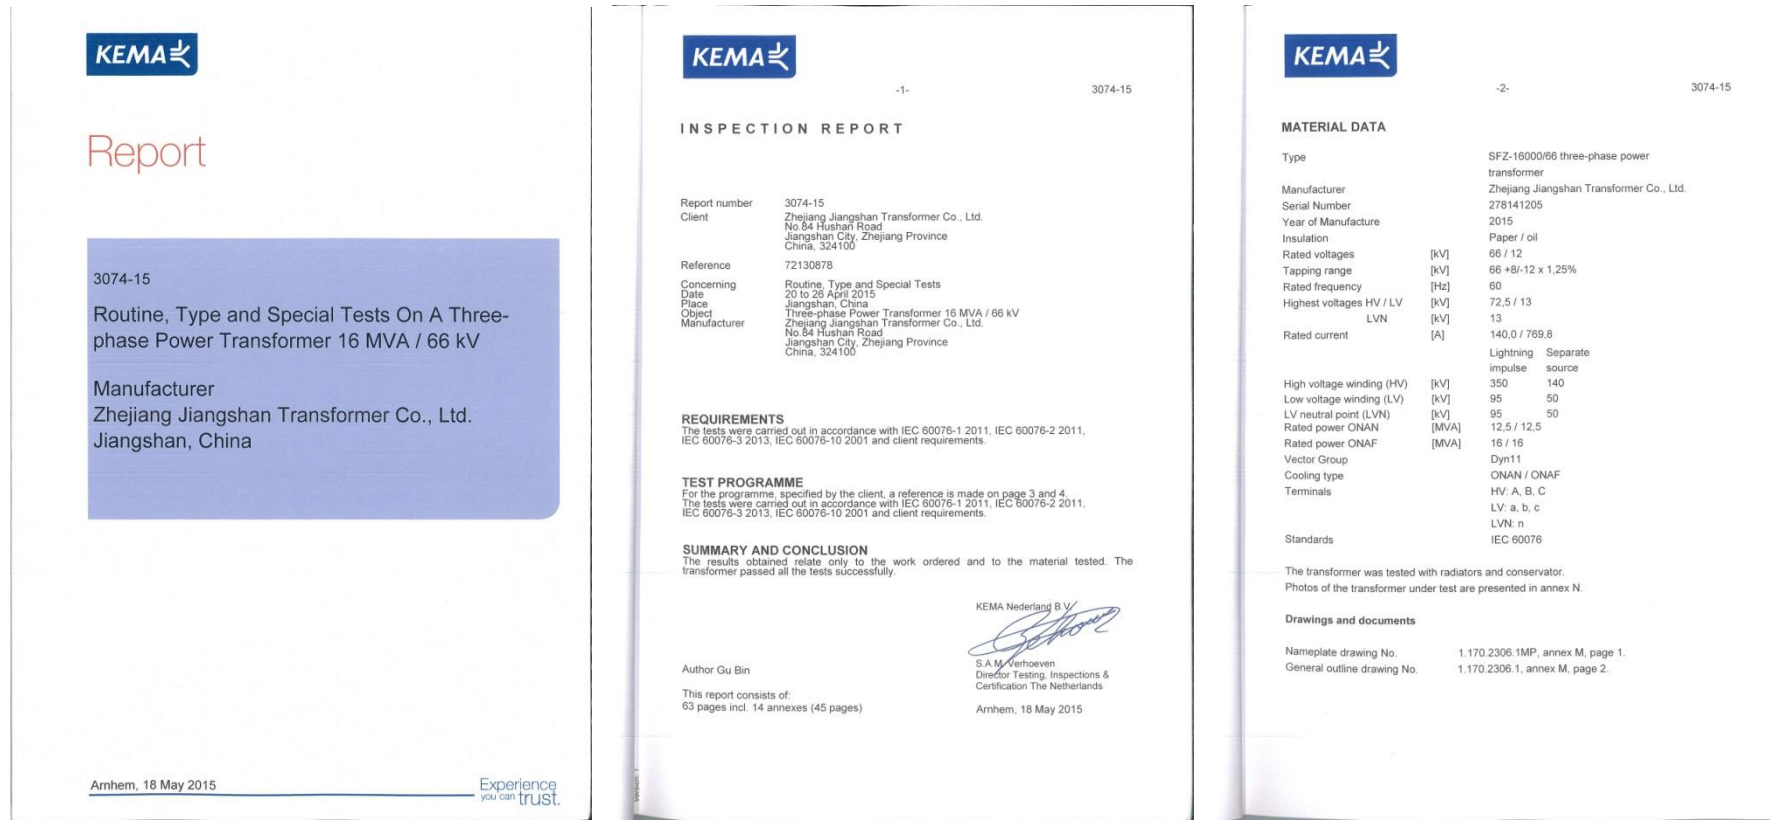 KEMA
Report
3074-15
Routine, Type and Special Tests On A Three-
phase Power Transformer 16 MVA / 66 kV
Manufacturer
Zhejiang Jiangshan Transformer Co., Ltd.
Jiangshan, China
Arnhem, 18 May 2015
Experience
you can trust.
KEMA
-1- 3074-15
INSPECTION REPORT
Report number 3074-15
Client Zhejiang Jiangshan Transformer Co., Ltd.
No.84 Hushan Road
Jiangshan City, Zhejiang Province
China, 324100
Reference 72130878
Concerning Routine, Type and Special Tests
Date 20 to 26 April 2015
Place Jiangshan, China
Object Three-phase Power Transformer 16 MVA / 66 kV
Manufacturer Zhejiang Jiangshan Transformer Co., Ltd.
No.84 Hushan Road
Jiangshan City, Zhejiang Province
China, 324100
REQUIREMENTS
The tests were carried out in accordance with IEC 60076-1 2011, IEC 60076-2 2011,
IEC 60076-3 2013, IEC 60076-10 2001 and client requirements.
TEST PROGRAMME
For the programme, specified by the client, a reference is made on page 3 and 4.
The tests were carried out in accordance with IEC 60076-1 2011, IEC 60076-2 2011,
IEC 60076-3 2013, IEC 60076-10 2001 and client requirements.
SUMMARY AND CONCLUSION
The results obtained relate only to the work ordered and to the material tested. The
transformer passed all the tests successfully.
KEMA Nederland B.V.
S.A.M. Verhoeven
Director Testing, Inspections &
Certification The Netherlands
Author Gu Bin
This report consists of:
63 pages incl. 14 annexes (45 pages)
Arnhem, 18 May 2015
Version: 1
KEMA
-2- 3074-15
MATERIAL DATA
Type SFZ-16000/66 three-phase power
transformer
Manufacturer Zhejiang Jiangshan Transformer Co., Ltd.
Serial Number 278141205
Year of Manufacture 2015
Insulation Paper / oil
Rated voltages [kV] 66 / 12
Tapping range [kV] 66 +8/-12 x 1,25%
Rated frequency [Hz] 60
Highest voltages HV / LV [kV] 72,5 / 13
LVN [kV] 13
Rated current [A] 140,0 / 769,8
Lightning Separate
impulse source
High voltage winding (HV) [kV] 350 140
Low voltage winding (LV) [kV] 95 50
LV neutral point (LVN) [kV] 95 50
Rated power ONAN [MVA] 12,5 / 12,5
Rated power ONAF [MVA] 16 / 16
Vector Group Dyn11
Cooling type ONAN / ONAF
Terminals HV: A, B, C
LV: a, b, c
LVN: n
Standards IEC 60076
The transformer was tested with radiators and conservator.
Photos of the transformer under test are presented in annex N.
Drawings and documents
Nameplate drawing No. 1.170.2306.1MP, annex M, page 1.
General outline drawing No. 1.170.2306.1, annex M, page 2.